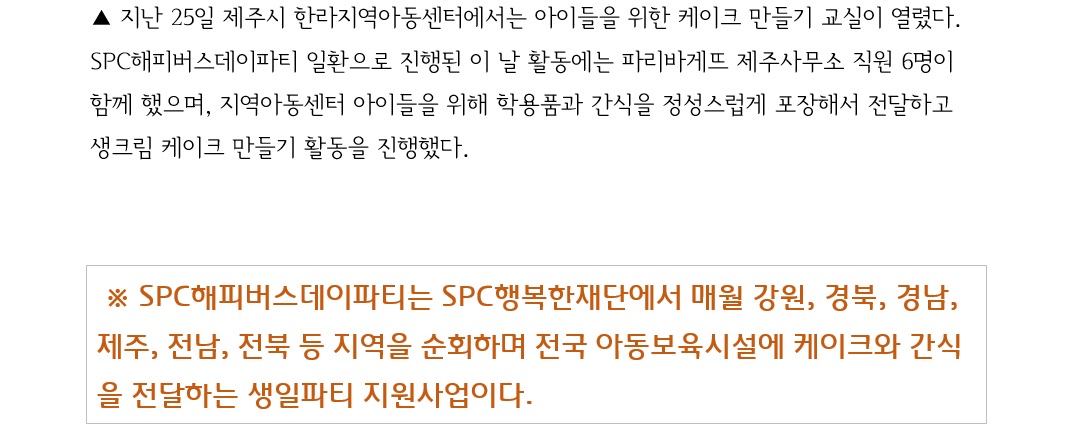 ▲ 지난 25일 제주시 한라지역아동센터에서는 아이들을 위한 케이크 만들기 교실이 열렸다.
SPC해피버스데이파티 일환으로 진행된 이 날 활동에는 파리바게뜨 제주사무소 직원 6명이
함께 했으며, 지역아동센터 아이들을 위해 학용품과 간식을 정성스럽게 포장해서 전달하고
생크림 케이크 만들기 활동을 진행했다.
※ SPC해피버스데이파티는 SPC행복한재단에서 매월 강원, 경북, 경남,
제주, 전남, 전북 등 지역을 순회하며 전국 아동보육시설에 케이크와 간식
을 전달하는 생일파티 지원사업이다.